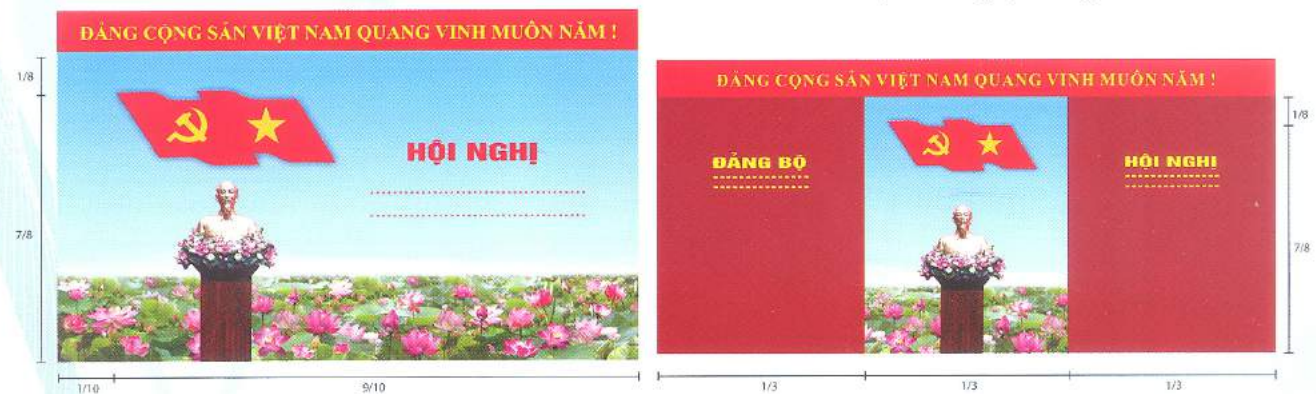 ĐẢNG CỘNG SẢN VIỆT NAM QUANG VINH MUÔN NĂM !
1/8
HỘI NGHỊ
7/8
1/10
9/10
ĐẢNG CỘNG SẢN VIỆT NAM QUANG VINH MUÔN NĂM !
1/8
ĐẢNG BỘ
HỘI NGHỊ
7/8
1/3
1/3
1/3